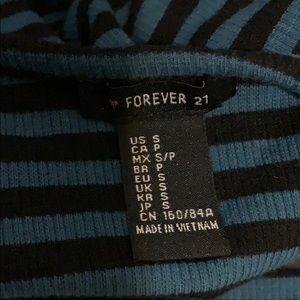 FOREVER 21
US S
CA P
MX S/P
BR P
EU S
UK S
KR S
JP S
CN 160/84A
MADE IN VIETNAM